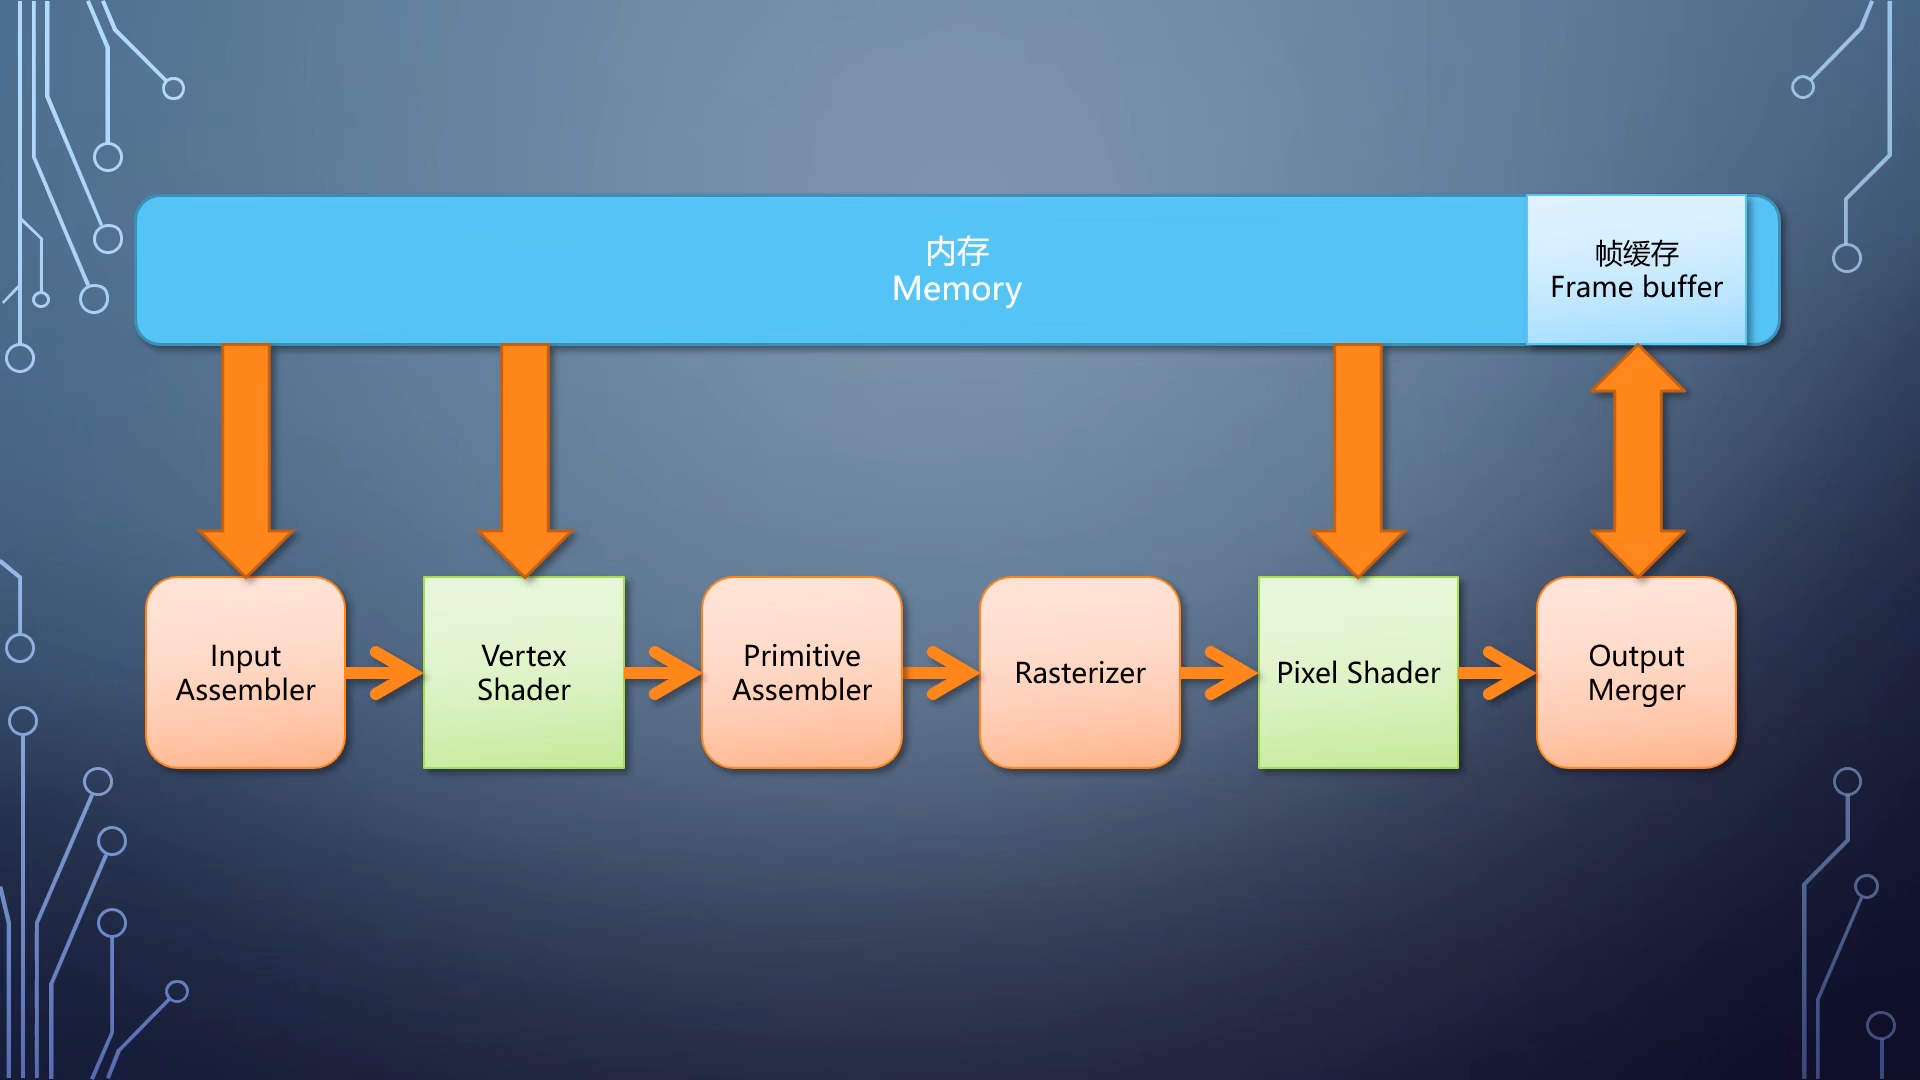 内存
Memory
帧缓存
Frame buffer
Input
Assembler
Vertex
Shader
Primitive
Assembler
Rasterizer
Pixel Shader
Output
Merger